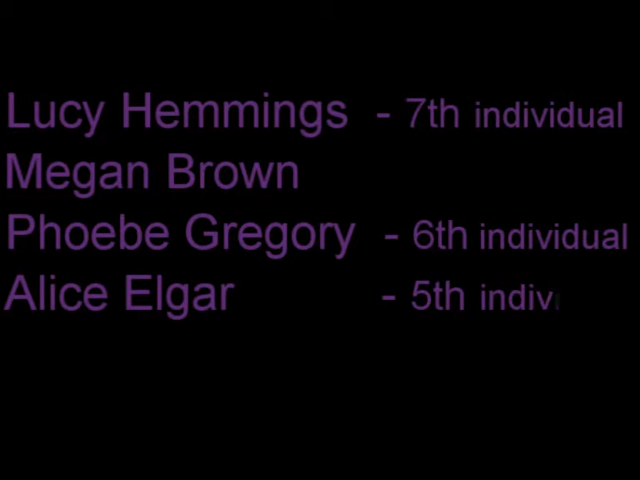 Lucy Hemmings - 7th individual
Megan Brown
Phoebe Gregory - 6th individual
Alice Elgar - 5th indiv